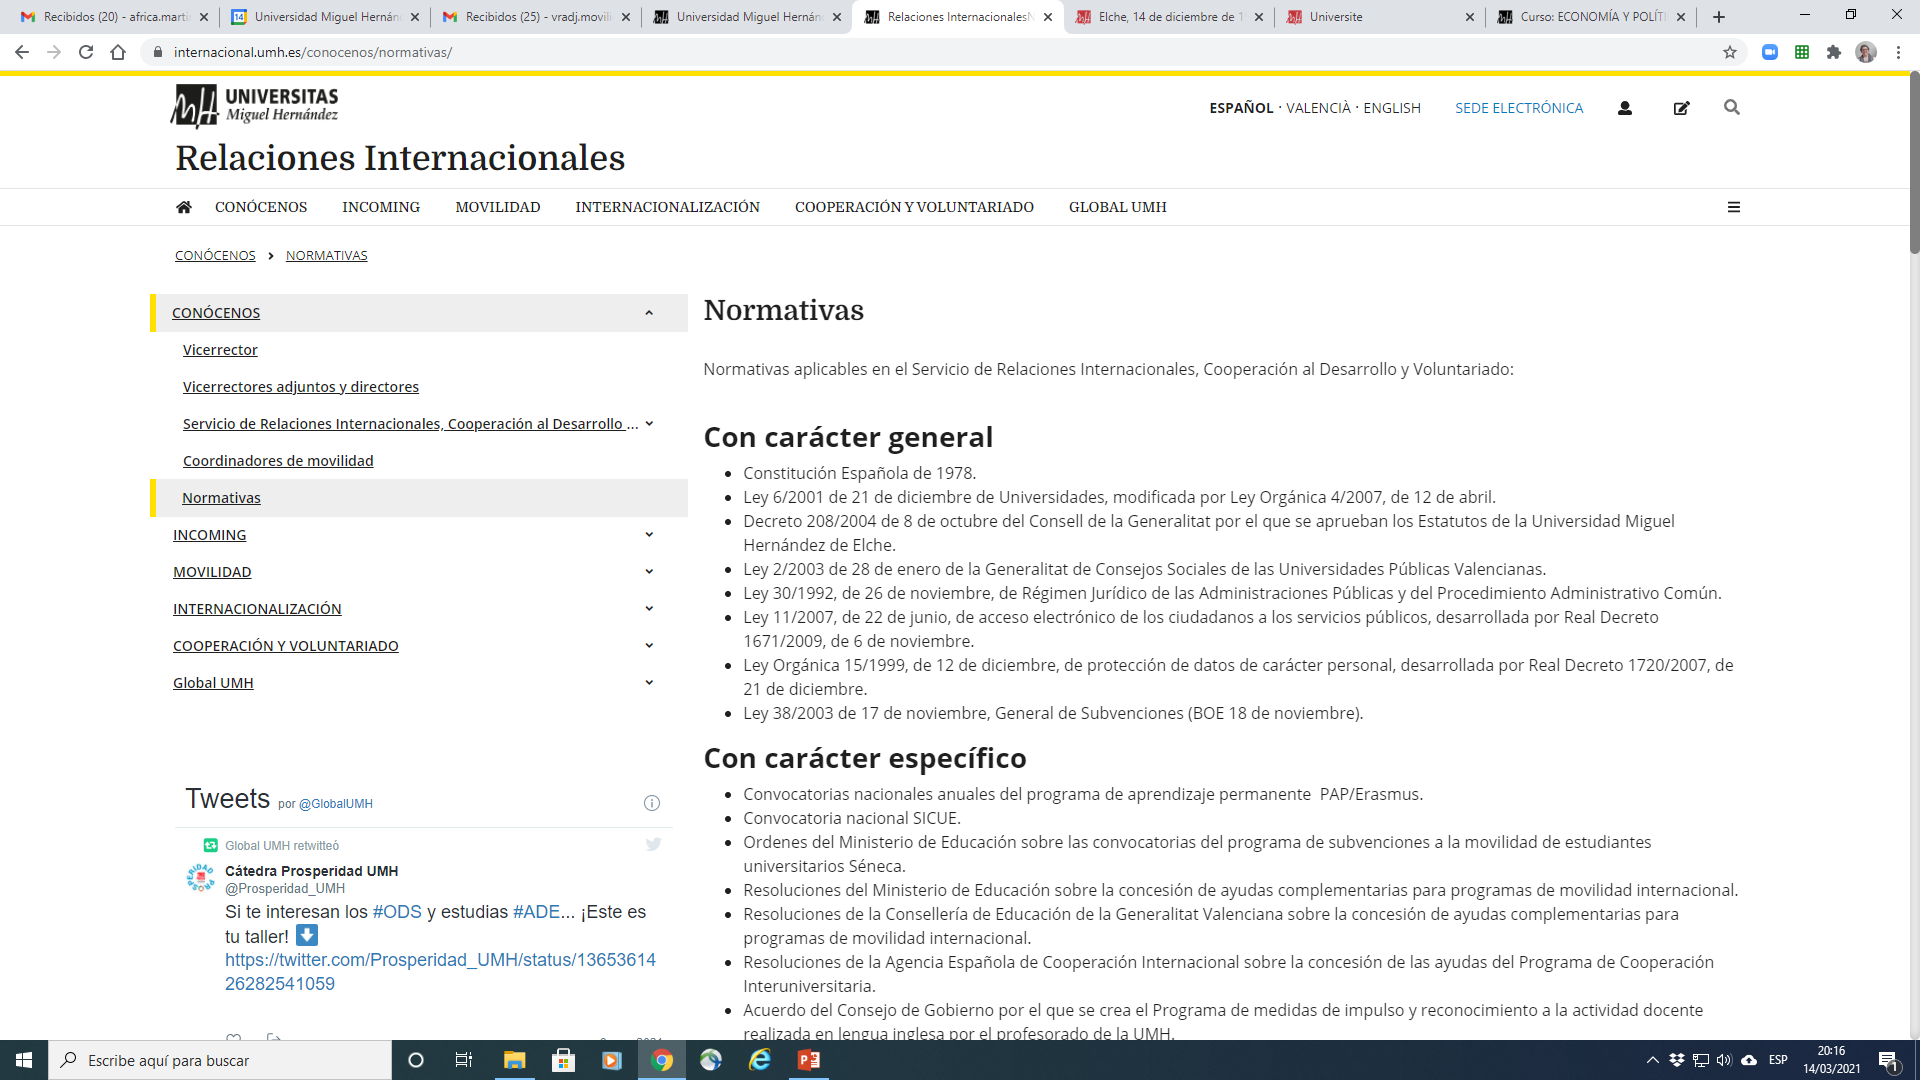 Recibidos (20) - africa.marti
Universidad Miguel Hernán
Recibidos (25) - vradj.movili
Universidad Miguel Hernán
Relaciones Internacionales
Elche, 14 de diciembre de 1
Universite
Curso: ECONOMÍA Y POLÍTI
internacional.umh.es/conocenos/normativas/
UNIVERSITAS
Miguel Hernández
ESPAÑOL · VALENCIÀ · ENGLISH
SEDE ELECTRÓNICA
Relaciones Internacionales
CONÓCENOS
INCOMING
MOVILIDAD
INTERNACIONALIZACIÓN
COOPERACIÓN Y VOLUNTARIADO
GLOBAL UMH
CONÓCENOS > NORMATIVAS
CONÓCENOS
Vicerrector
Vicerrectores adjuntos y directores
Servicio de Relaciones Internacionales, Cooperación al Desarrollo ...
Coordinadores de movilidad
Normativas
INCOMING
MOVILIDAD
INTERNACIONALIZACIÓN
COOPERACIÓN Y VOLUNTARIADO
Global UMH
Tweets por @GlobalUMH
Global UMH retwitteó
Cátedra Prosperidad UMH
@Prosperidad_UMH
Si te interesan los #ODS y estudias #ADE... ¡Este es
tu taller!
https://twitter.com/Prosperidad_UMH/status/13653614
26282541059
Normativas
Normativas aplicables en el Servicio de Relaciones Internacionales, Cooperación al Desarrollo y Voluntariado:
Con carácter general
• Constitución Española de 1978.
• Ley 6/2001 de 21 de diciembre de Universidades, modificada por Ley Orgánica 4/2007, de 12 de abril.
• Decreto 208/2004 de 8 de octubre del Consell de la Generalitat por el que se aprueban los Estatutos de la Universidad Miguel
Hernández de Elche.
• Ley 2/2003 de 28 de enero de la Generalitat de Consejos Sociales de las Universidades Públicas Valencianas.
• Ley 30/1992, de 26 de noviembre, de Régimen Jurídico de las Administraciones Públicas y del Procedimiento Administrativo Común.
• Ley 11/2007, de 22 de junio, de acceso electrónico de los ciudadanos a los servicios públicos, desarrollada por Real Decreto
1671/2009, de 6 de noviembre.
• Ley Orgánica 15/1999, de 12 de diciembre, de protección de datos de carácter personal, desarrollada por Real Decreto 1720/2007, de
21 de diciembre.
• Ley 38/2003 de 17 de noviembre, General de Subvenciones (BOE 18 de noviembre).
Con carácter específico
• Convocatorias nacionales anuales del programa de aprendizaje permanente PAP/Erasmus.
• Convocatoria nacional SICUE.
• Ordenes del Ministerio de Educación sobre las convocatorias del programa de subvenciones a la movilidad de estudiantes
universitarios Séneca.
• Resoluciones del Ministerio de Educación sobre la concesión de ayudas complementarias para programas de movilidad internacional.
• Resoluciones de la Consellería de Educación de la Generalitat Valenciana sobre la concesión de ayudas complementarias para
programas de movilidad internacional.
• Resoluciones de la Agencia Española de Cooperación Internacional sobre la concesión de las ayudas del Programa de Cooperación
Interuniversitaria.
• Acuerdo del Consejo de Gobierno por el que se crea el Programa de medidas de impulso y reconocimiento a la actividad docente
realizada en lengua inglesa por el profesorado de la UMH.
Escribe aquí para buscar
ESP
20:16
14/03/2021
1